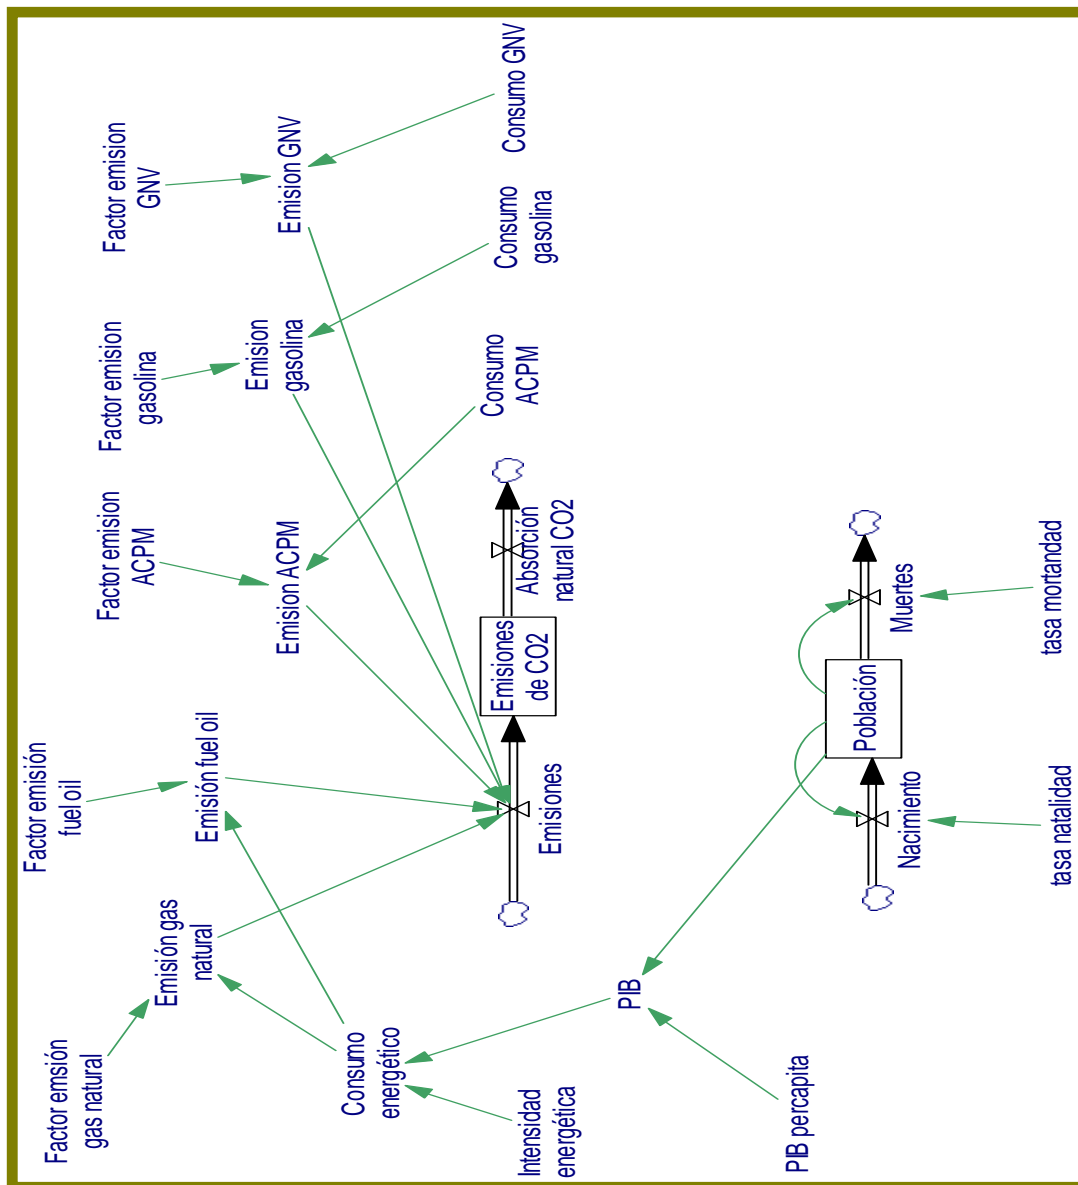 Factor emisión
fuel oil
Factor emsión
gas natural
Emisión gas
natural
Emisión fuel oil
Factor emision
ACPM
Factor emision
gasolina
Factor emision
GNV
Emision ACPM
Emision
gasolina
Emision GNV
Consumo
energético
Intensidad
energética
Emisiones
Emisiones
de CO2
Absorción
natural CO2
Consumo
ACPM
Consumo
gasolina
Consumo GNV
PIB
PIB percapita
Nacimiento
Población
Muertes
tasa natalidad
tasa mortandad